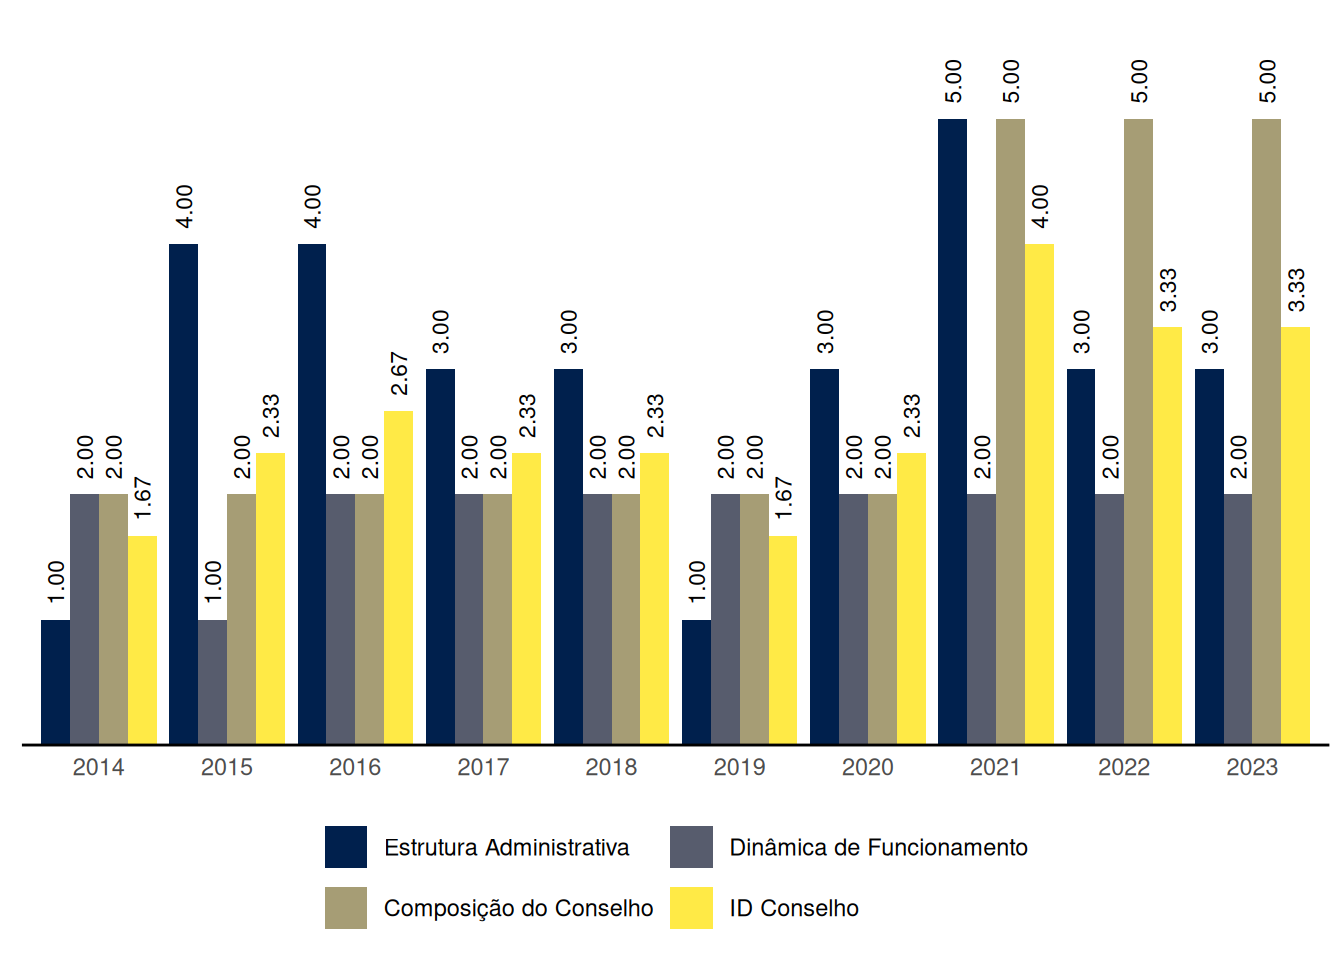 5.00 5.00 5.00 5.00
4.00 4.00 4.00
3.33 3.33
3.00 3.00 3.00 3.00 3.00
2.67
2.33 2.33 2.33 2.33
2.00 2.00 2.00 2.00 2.00 2.00 2.00 2.00 2.00 2.00 2.00 2.00 2.00 2.00 2.00 2.00
1.67 1.67
1.00 1.00 1.00
2014 2015 2016 2017 2018 2019 2020 2021 2022 2023
Estrutura Administrativa Dinâmica de Funcionamento
Composição do Conselho ID Conselho